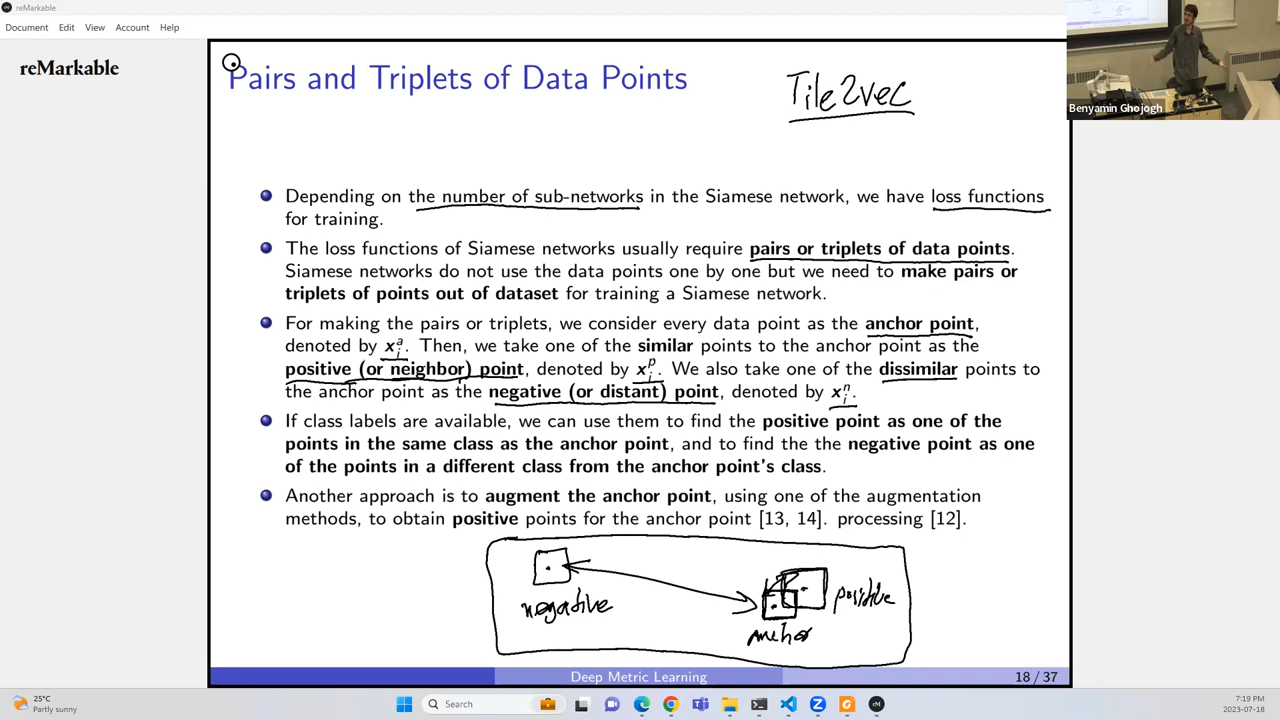 reMarkable
Document Edit View Account Help
reMarkable
Pairs and Triplets of Data Points
Tile2vec
Benyamin Ghojogh
Depending on the number of sub-networks in the Siamese network, we have loss functions
for training.
The loss functions of Siamese networks usually require pairs or triplets of data points.
Siamese networks do not use the data points one by one but we need to make pairs or
triplets of points out of dataset for training a Siamese network.
For making the pairs or triplets, we consider every data point as the anchor point,
denoted by x_i^a. Then, we take one of the similar points to the anchor point as the
positive (or neighbor) point, denoted by x_i^p. We also take one of the dissimilar points to
the anchor point as the negative (or distant) point, denoted by x_i^n.
If class labels are available, we can use them to find the positive point as one of the
points in the same class as the anchor point, and to find the the negative point as one
of the points in a different class from the anchor point's class.
Another approach is to augment the anchor point, using one of the augmentation
methods, to obtain positive points for the anchor point [13, 14]. processing [12].
negative
positive
anchor
Deep Metric Learning
18 / 37
25°C
Partly sunny
Search
7:19 PM
2023-07-18